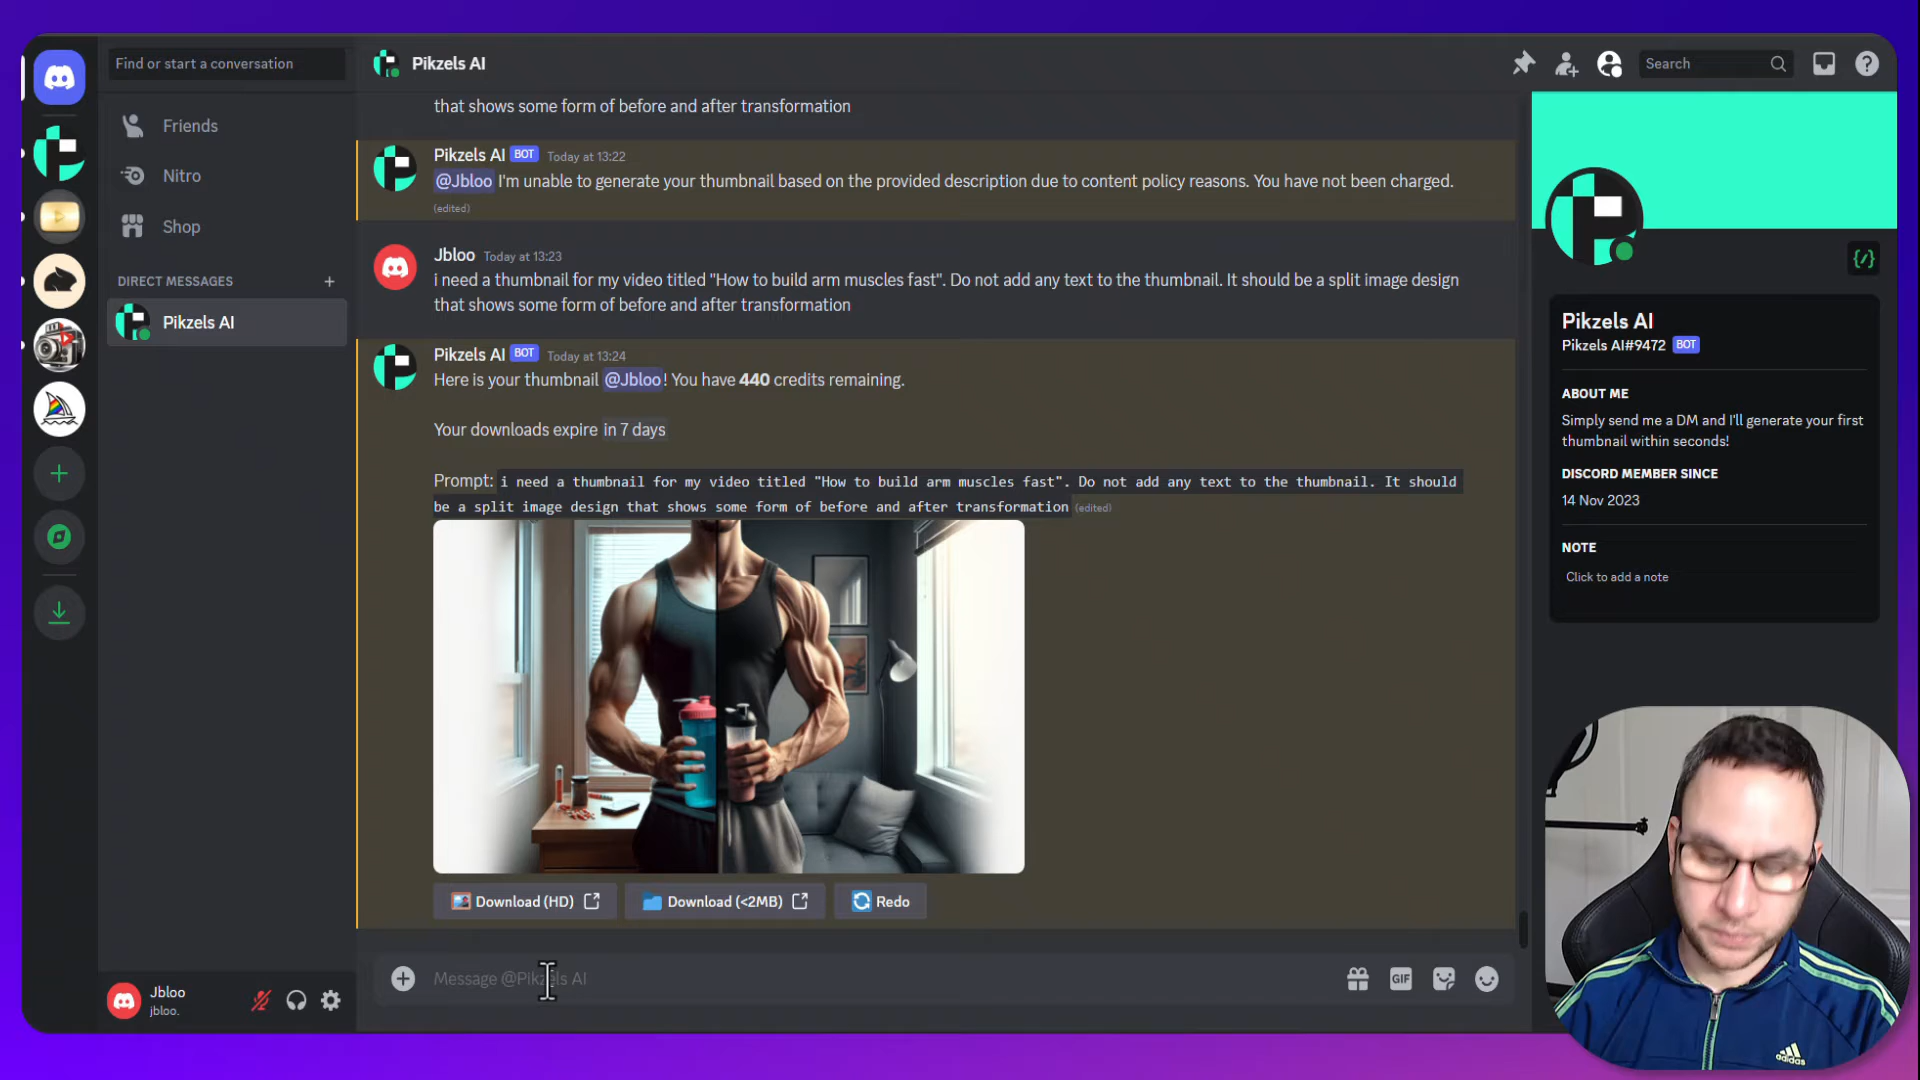 Find or start a conversation
Friends
Nitro
Shop
DIRECT MESSAGES
Pikzels AI
Jbloo
jbloo.
Pikzels AI
Search
that shows some form of before and after transformation
Pikzels AI BOT Today at 13:22
@Jbloo I'm unable to generate your thumbnail based on the provided description due to content policy reasons. You have not been charged.
(edited)
Jbloo Today at 13:23
i need a thumbnail for my video titled "How to build arm muscles fast". Do not add any text to the thumbnail. It should be a split image design
that shows some form of before and after transformation
Pikzels AI BOT Today at 13:24
Here is your thumbnail @Jbloo! You have 440 credits remaining.
Your downloads expire in 7 days
Prompt: i need a thumbnail for my video titled "How to build arm muscles fast". Do not add any text to the thumbnail. It should
be a split image design that shows some form of before and after transformation (edited)
Download (HD)
Download (<2MB)
Redo
Message @Pikzels AI
GIF
Pikzels AI
Pikzels AI#9472 BOT
ABOUT ME
Simply send me a DM and I'll generate your first
thumbnail within seconds!
DISCORD MEMBER SINCE
14 Nov 2023
NOTE
Click to add a note
adidas